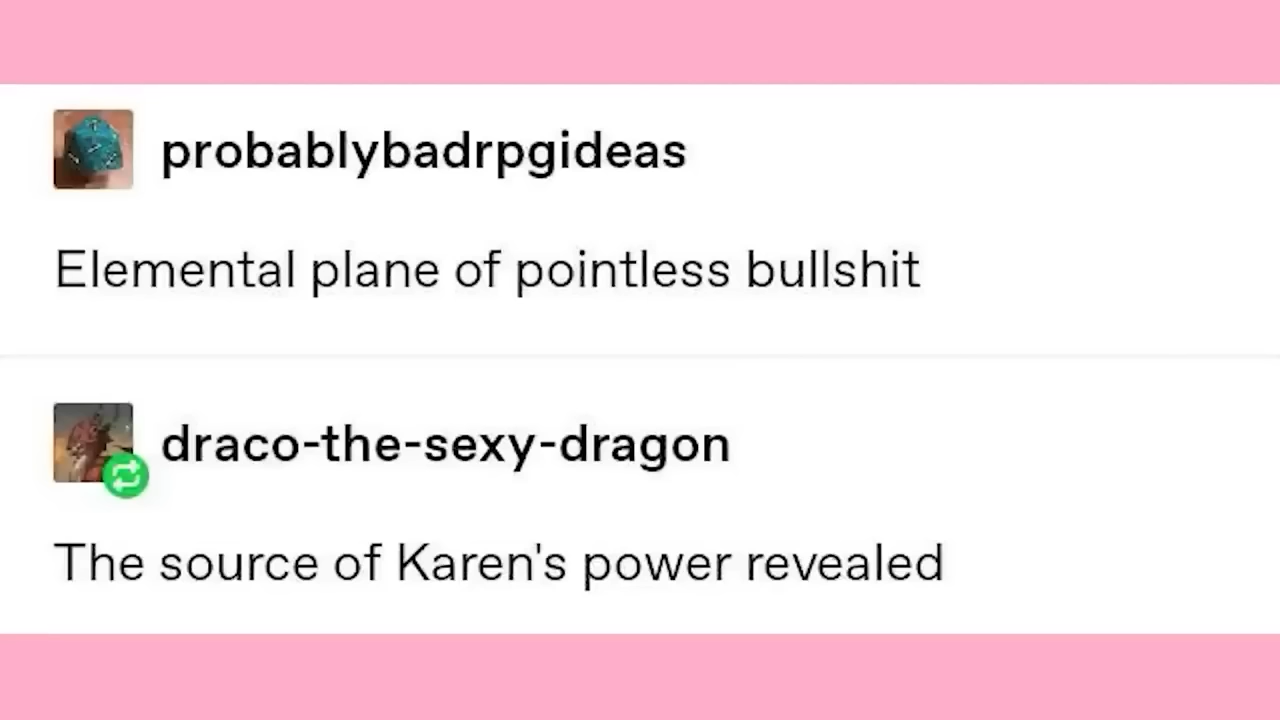 probablybadrpgideas
Elemental plane of pointless bullshit
draco-the-sexy-dragon
The source of Karen's power revealed